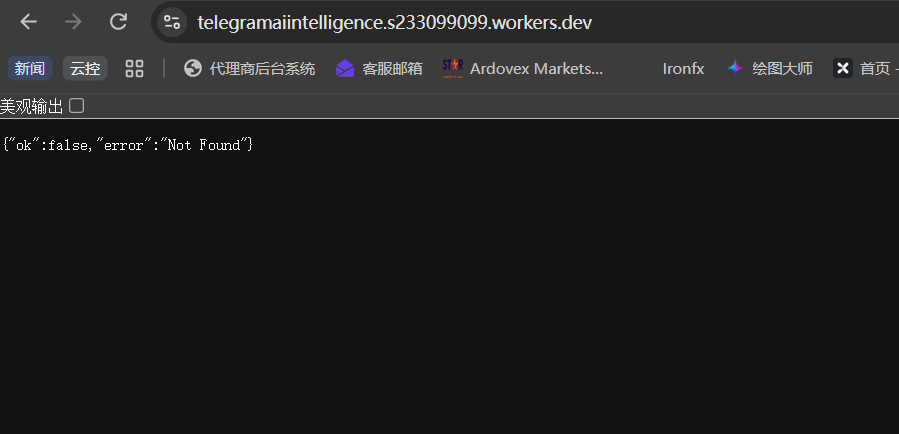 telegramaiintelligence.s233099099.workers.dev
新闻 云控 代理商后台系统 客服邮箱 STAR Ardovex Markets... Ironfx 绘图大师 首页 -
美观输出
{"ok":false,"error":"Not Found"}